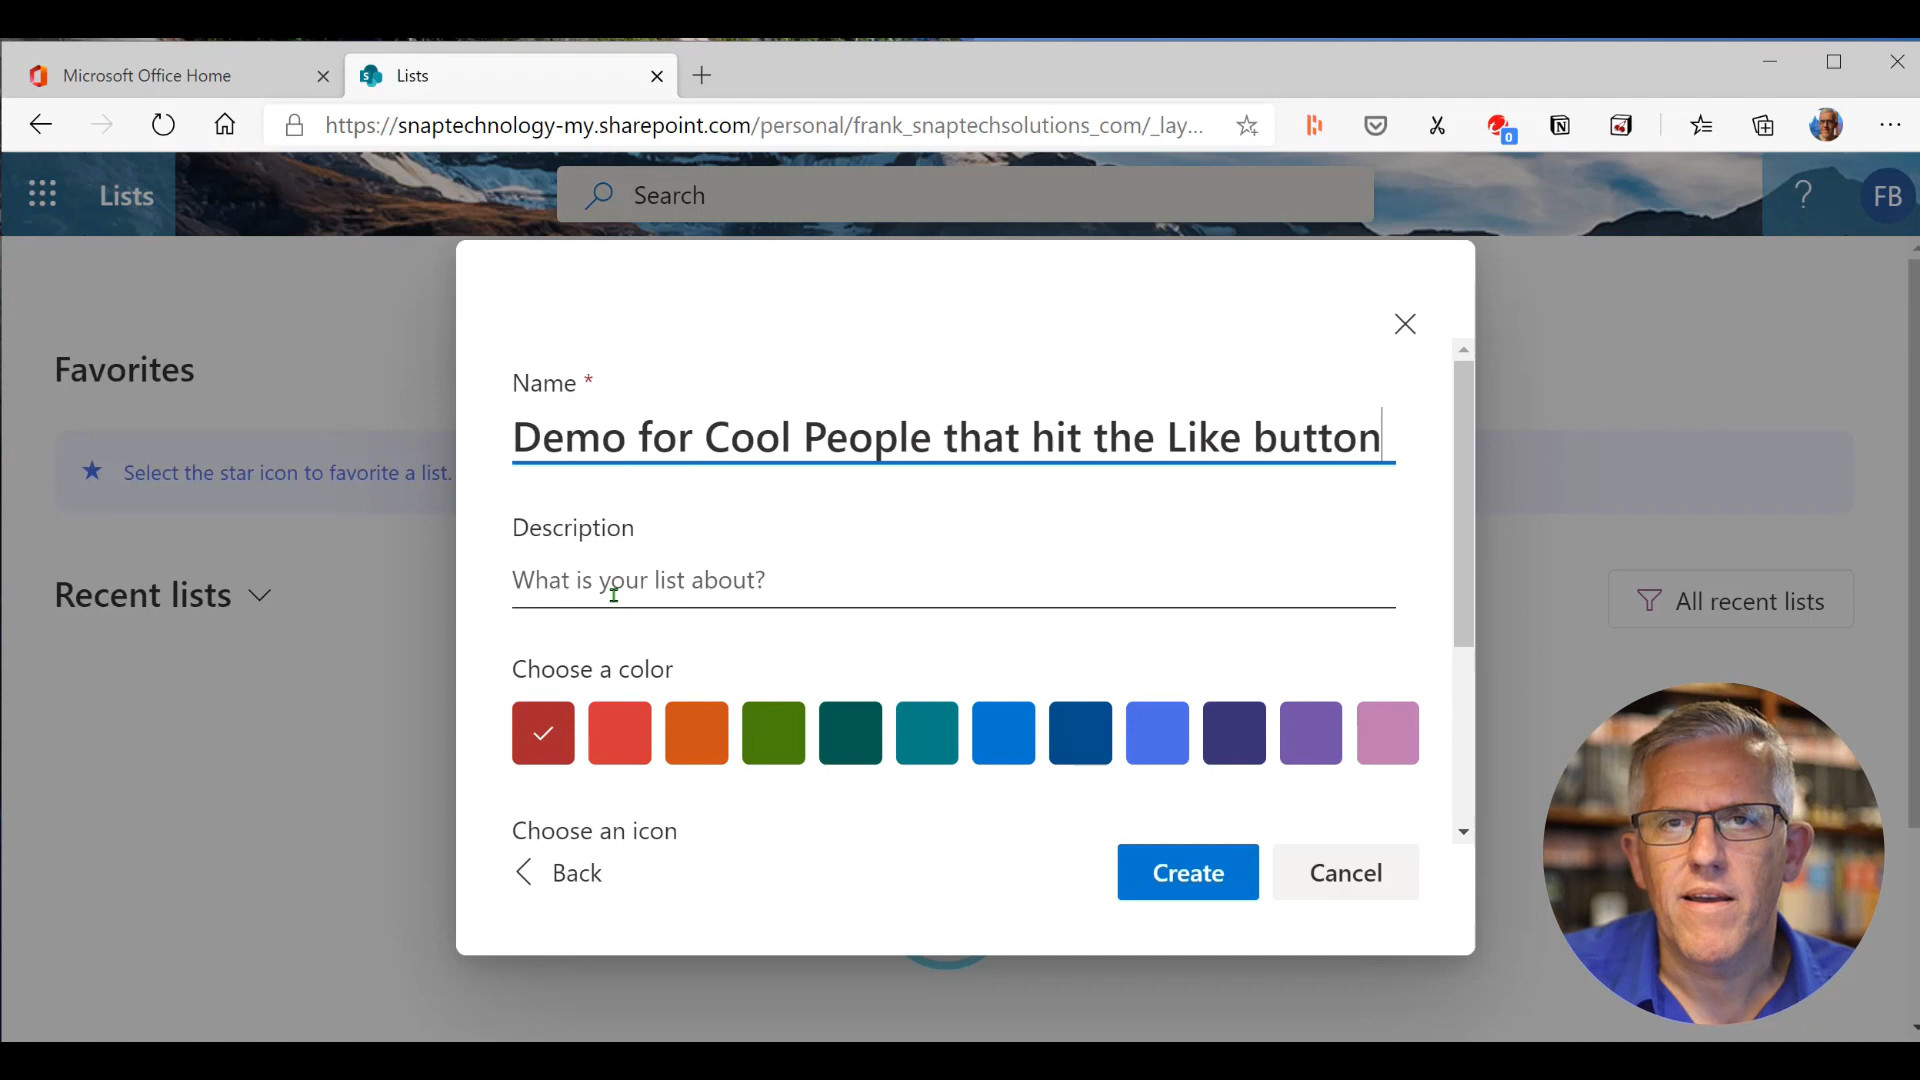 Microsoft Office Home
Lists
https://snaptechnology-my.sharepoint.com/personal/frank_snaptechsolutions_com/_lay...
0
Lists
Search
?
FB
Favorites
Select the star icon to favorite a list.
Recent lists
All recent lists
Name *
Demo for Cool People that hit the Like button
Description
What is your list about?
Choose a color
Choose an icon
Back
Create
Cancel